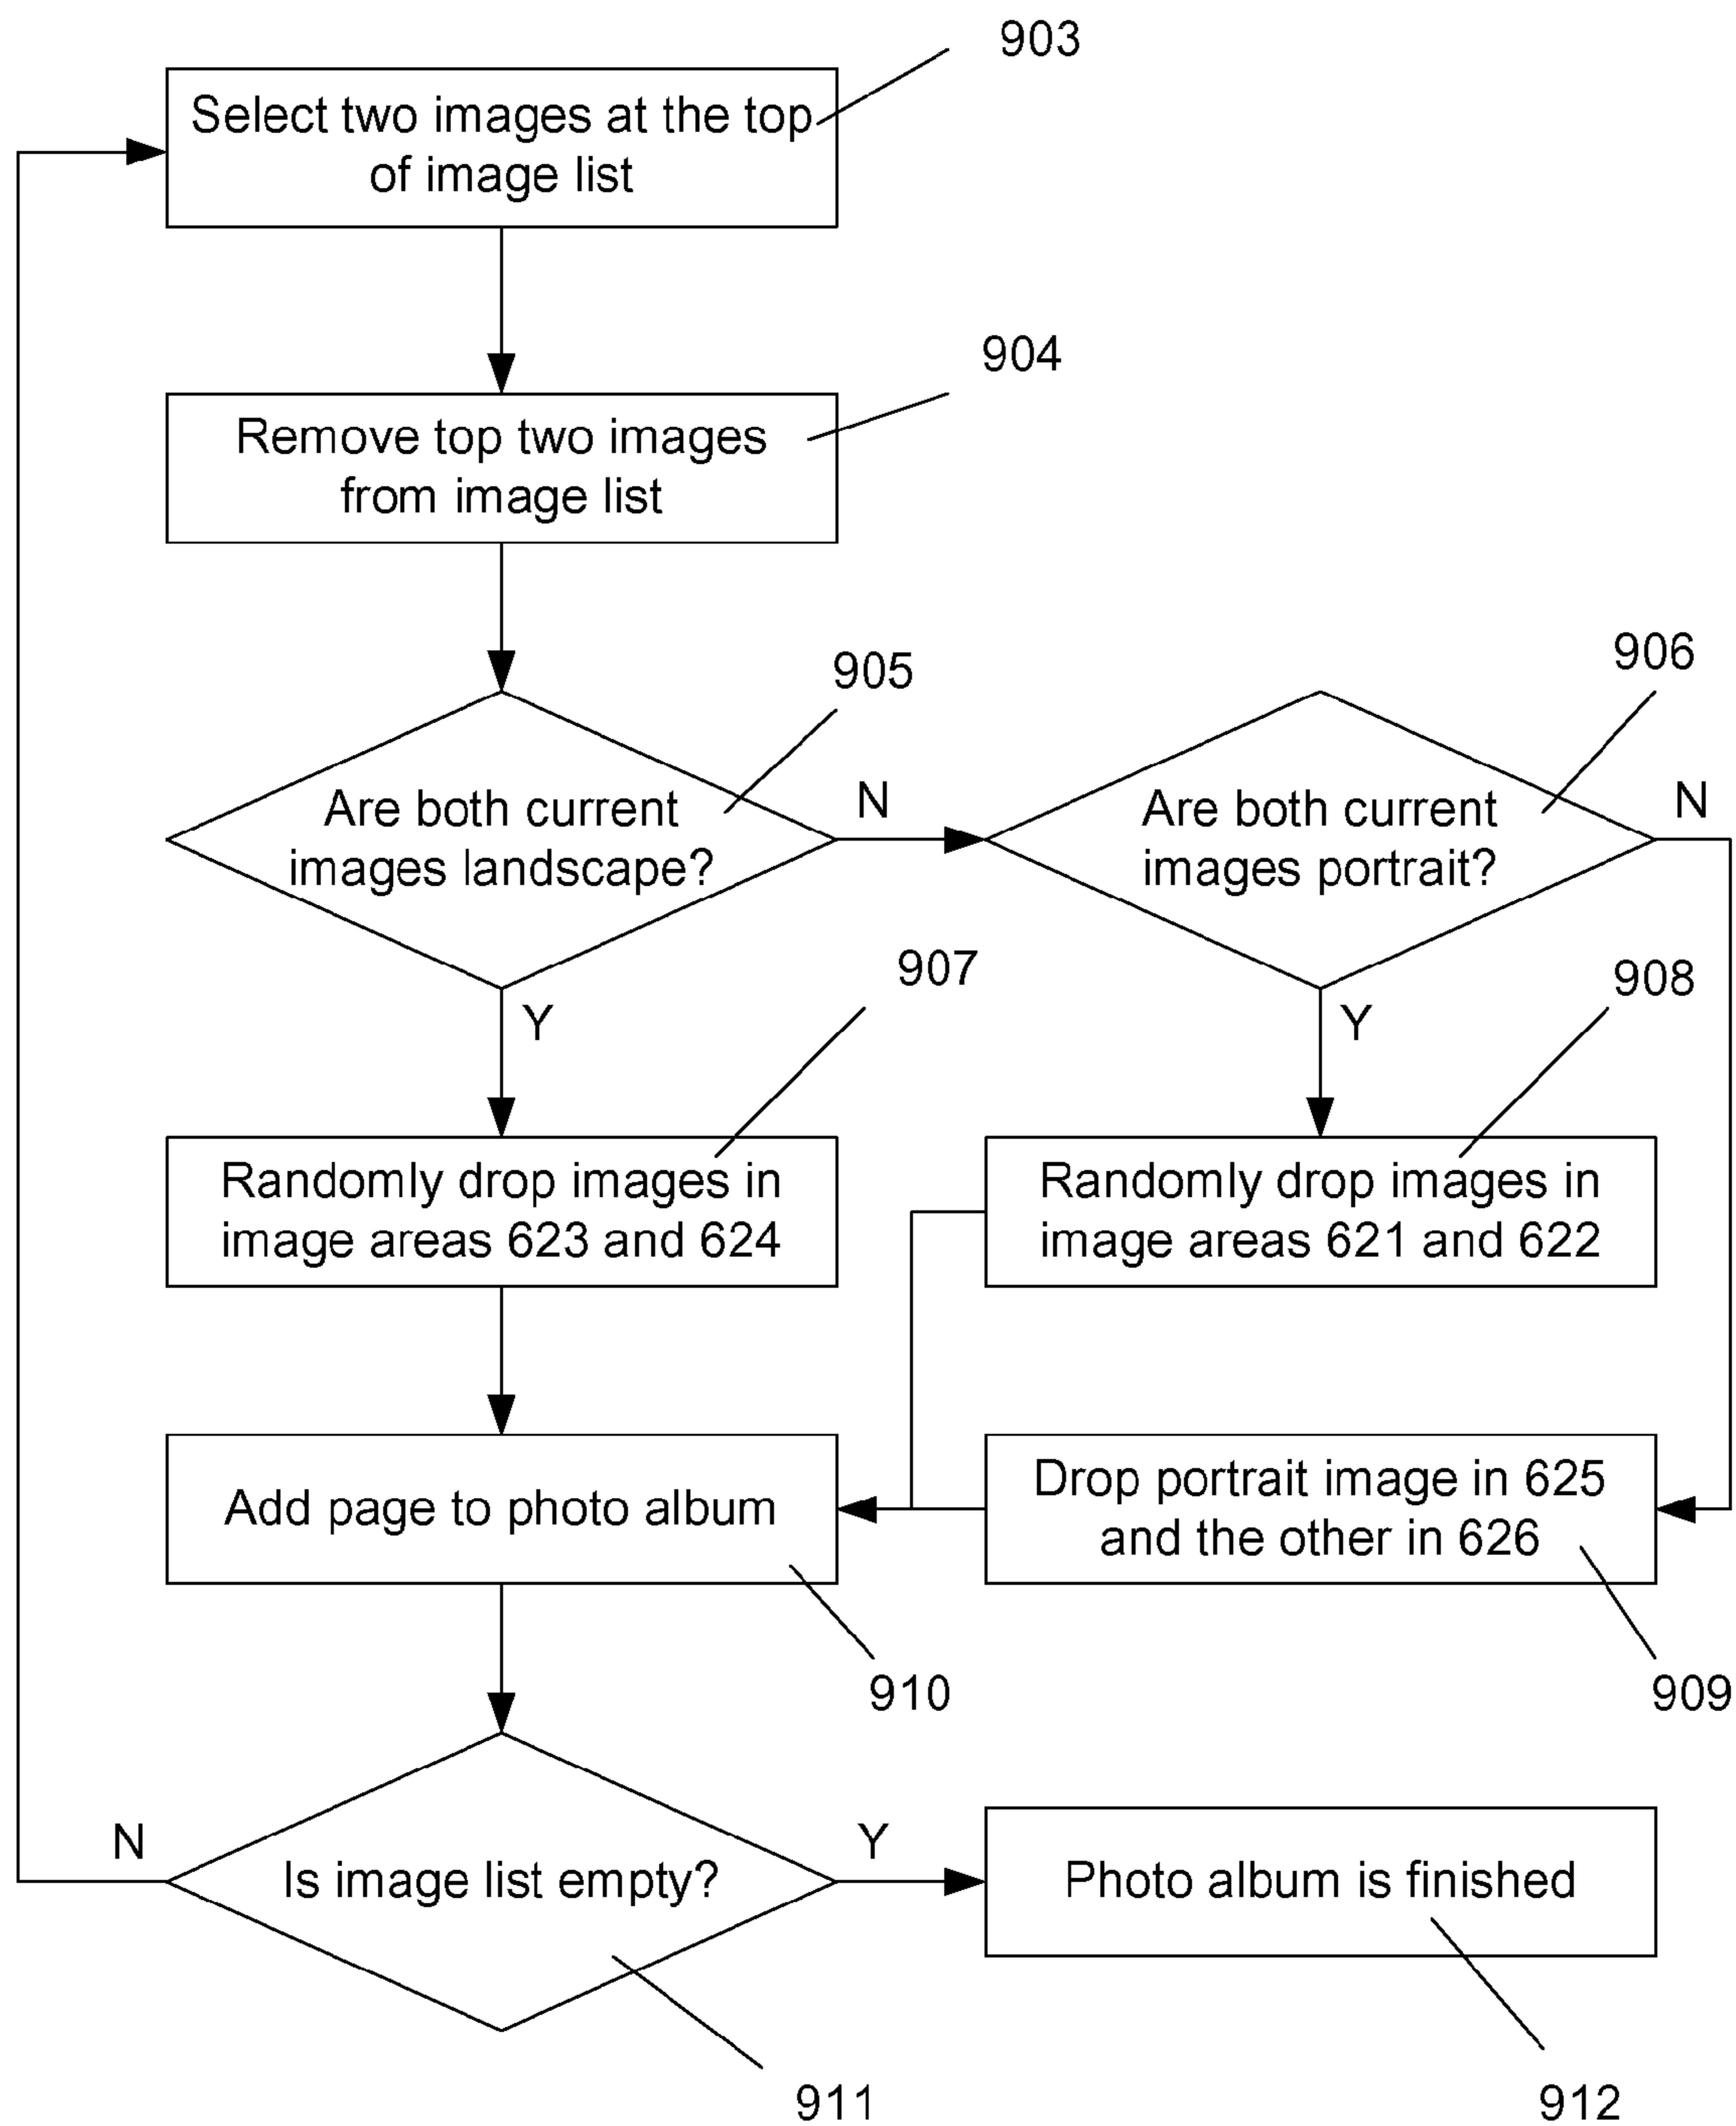 903
Select two images at the top
of image list
904
Remove top two images
from image list
905
906
Are both current
images landscape?
N
Are both current
images portrait?
N
907
908
Y
Y
Randomly drop images in
image areas 623 and 624
Randomly drop images in
image areas 621 and 622
Add page to photo album
Drop portrait image in 625
and the other in 626
910
909
N
Is image list empty?
Y
Photo album is finished
911
912